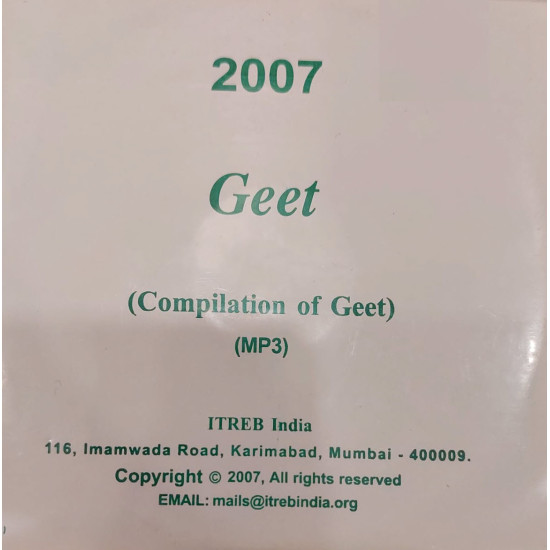 2007
Geet
(Compilation of Geet)
(MP3)
ITREB India
116, Imamwada Road, Karimabad, Mumbai - 400009.
Copyright © 2007, All rights reserved
EMAIL: mails@itrebindia.org